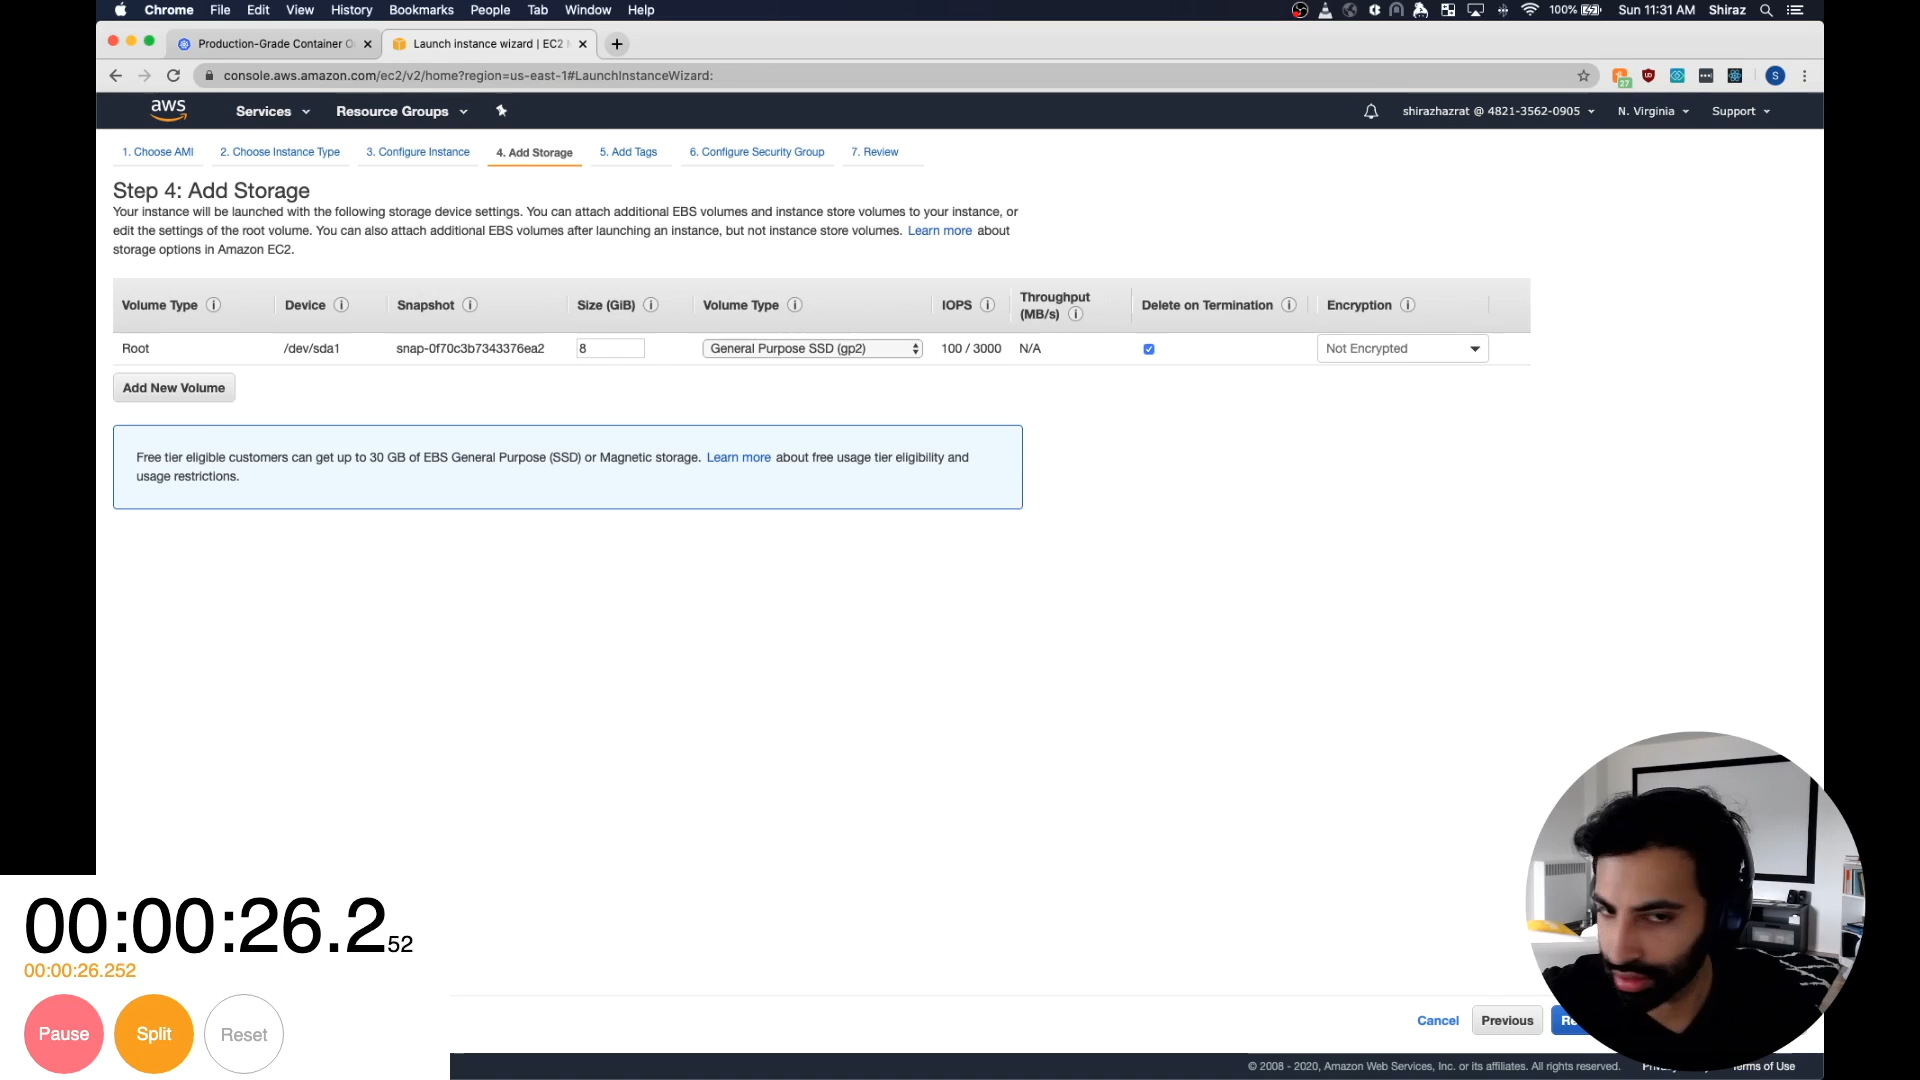 Chrome File Edit View History Bookmarks People Tab Window Help 100% Sun 11:31 AM Shiraz
Production-Grade Container O Launch instance wizard | EC2
console.aws.amazon.com/ec2/v2/home?region=us-east-1#LaunchInstanceWizard: 27 S
aws Services Resource Groups shirazhazrat @ 4821-3562-0905 N. Virginia Support
1. Choose AMI 2. Choose Instance Type 3. Configure Instance 4. Add Storage 5. Add Tags 6. Configure Security Group 7. Review
Step 4: Add Storage
Your instance will be launched with the following storage device settings. You can attach additional EBS volumes and instance store volumes to your instance, or
edit the settings of the root volume. You can also attach additional EBS volumes after launching an instance, but not instance store volumes. Learn more about
storage options in Amazon EC2.
Volume Type Device Snapshot Size (GiB) Volume Type IOPS Throughput (MB/s) Delete on Termination Encryption
Root /dev/sda1 snap-0f70c3b7343376ea2 8 General Purpose SSD (gp2) 100 / 3000 N/A Not Encrypted
Add New Volume
Free tier eligible customers can get up to 30 GB of EBS General Purpose (SSD) or Magnetic storage. Learn more about free usage tier eligibility and
usage restrictions.
00:00:26.252
00:00:26.252
Pause Split Reset
Cancel Previous Re
© 2008 - 2020, Amazon Web Services, Inc. or its affiliates. All rights reserved. Terms of Use